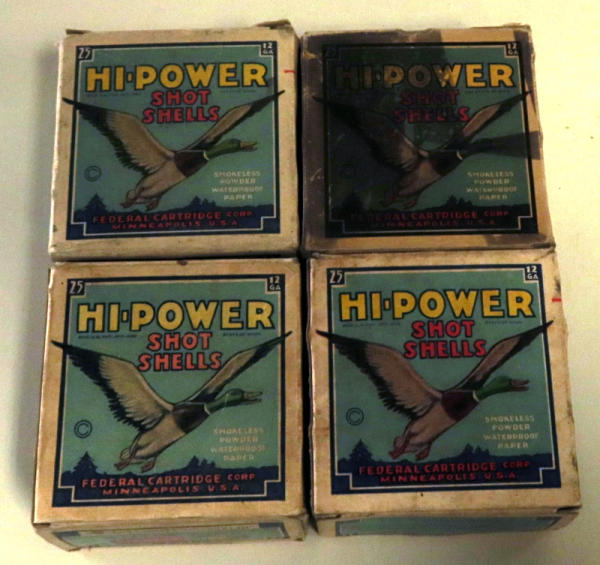 25 12 GA
HI-POWER
SHOT
SHELLS
©
SMOKELESS
POWDER
WATERPROOF
PAPER
FEDERAL CARTRIDGE CORP.
MINNEAPOLIS, U.S.A.
25 12 GA
HI-POWER
SHOT
SHELLS
©
SMOKELESS
POWDER
WATERPROOF
PAPER
FEDERAL CARTRIDGE CORP.
MINNEAPOLIS, U.S.A.
25 12 GA
HI-POWER
SHOT
SHELLS
©
SMOKELESS
POWDER
WATERPROOF
PAPER
FEDERAL CARTRIDGE CORP.
MINNEAPOLIS, U.S.A.
25 12 GA
HI-POWER
SHOT
SHELLS
©
SMOKELESS
POWDER
WATERPROOF
PAPER
FEDERAL CARTRIDGE CORP.
MINNEAPOLIS, U.S.A.